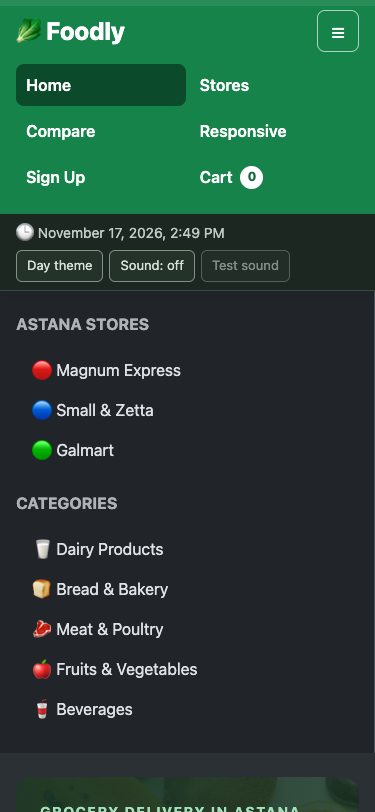 Foodly
Home
Stores
Compare
Responsive
Sign Up
Cart 0
November 17, 2026, 2:49 PM
Day theme
Sound: off
Test sound
ASTANA STORES
Magnum Express
Small & Zetta
Galmart
CATEGORIES
Dairy Products
Bread & Bakery
Meat & Poultry
Fruits & Vegetables
Beverages
GROCERY DELIVERY IN ASTANA